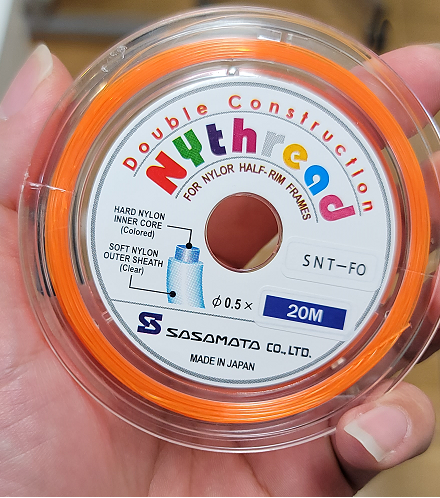 Double Construction
Nythread
FOR NYLOR HALF-RIM FRAMES
HARD NYLON
INNER CORE
(Colored)
SOFT NYLON
OUTER SHEATH
(Clear)
SNT-FO
φ0.5×
20M
S SASAMATA CO.,LTD.
MADE IN JAPAN